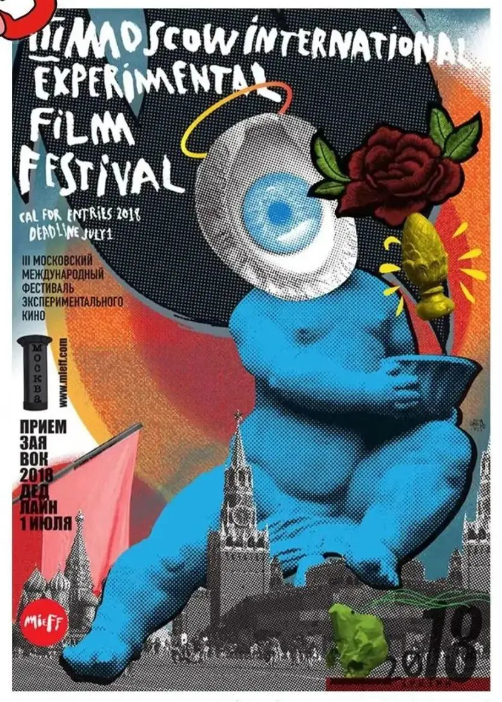 III MOSCOW INTERNATIONAL
EXPERIMENTAL
FILM
FESTIVAL
CAL FOR ENTRIES 2018
DEADLINE JULY 1
III МОСКОВСКИЙ
МЕЖДУНАРОДНЫЙ
ФЕСТИВАЛЬ
ЭКСПЕРИМЕНТАЛЬНОГО
КИНО
МОСКВА
www.mieff.com
ПРИЕМ
ЗАЯ
ВОК
2018
ДЕД
ЛАЙН
1 ИЮЛЯ
MIEFF
2018